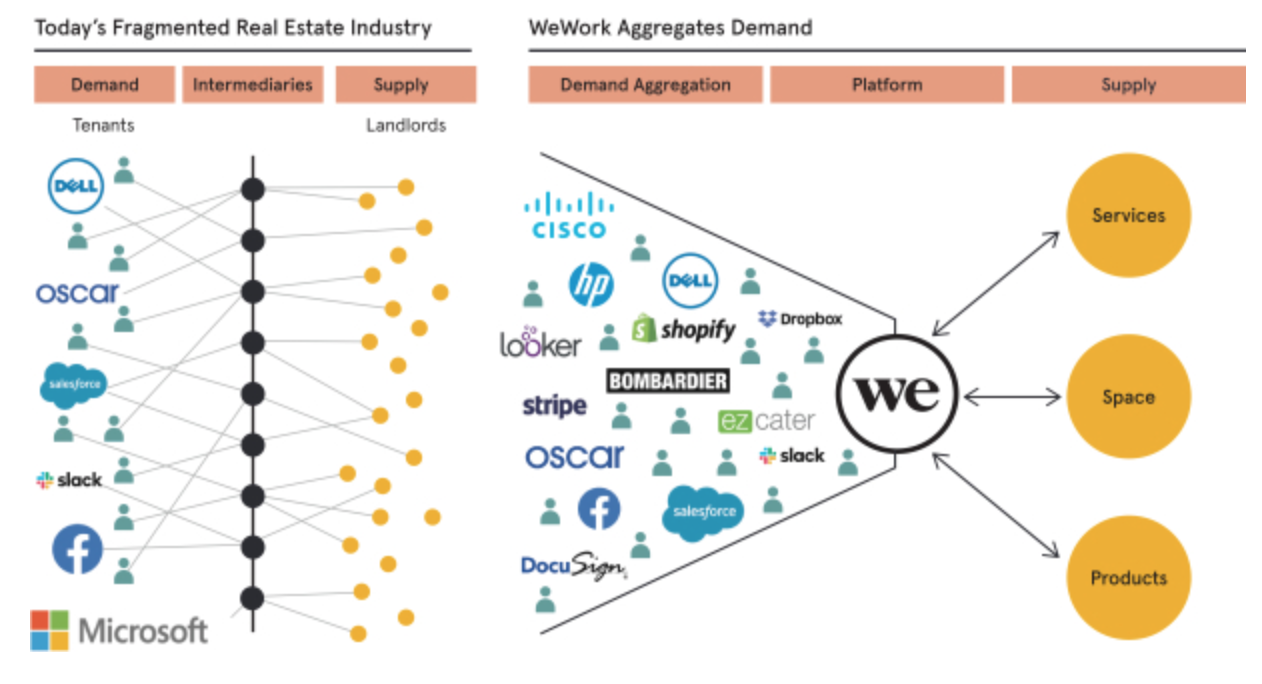 Today's Fragmented Real Estate Industry
Demand
Intermediaries
Supply
Tenants
Landlords
DELL
oscar
salesforce
slack
f
Microsoft
WeWork Aggregates Demand
Demand Aggregation
Platform
Supply
CISCO
hp
DELL
looker
S shopify
Dropbox
BOMBARDIER
stripe
ez cater
oscar
slack
f
salesforce
DocuSign
we
Services
Space
Products